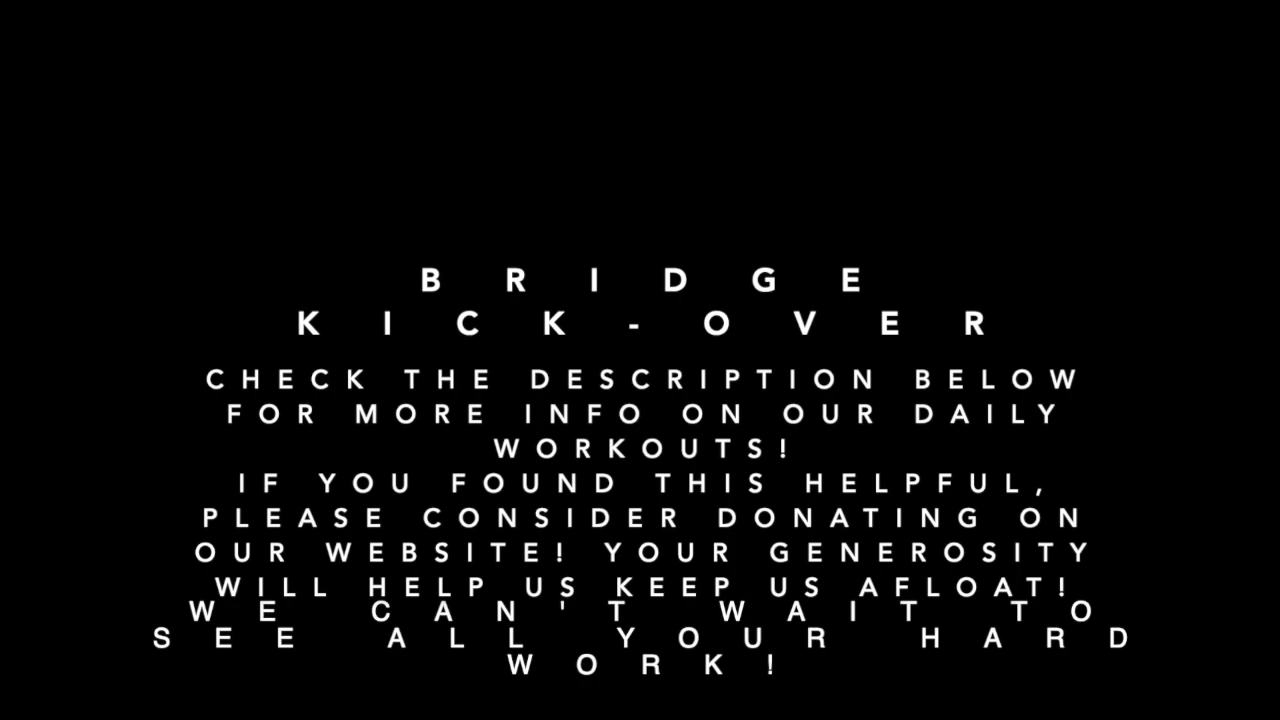 BRIDGE
KICK-OVER
CHECK THE DESCRIPTION BELOW
FOR MORE INFO ON OUR DAILY
WORKOUTS!
IF YOU FOUND THIS HELPFUL,
PLEASE CONSIDER DONATING ON
OUR WEBSITE! YOUR GENEROSITY
WILL HELP US KEEP US AFLOAT!
WE CAN'T WAIT TO
SEE ALL YOUR HARD
WORK!